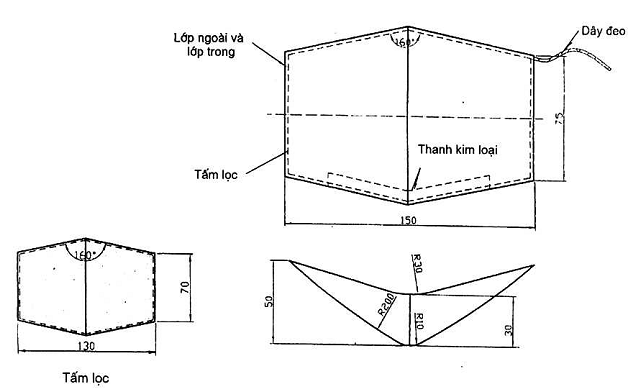 Lớp ngoài và
lớp trong
160°
Dây đeo
75
Thanh kim loại
Tấm lọc
150
160°
70
130
Tấm lọc
50
R200
R30
R10
30